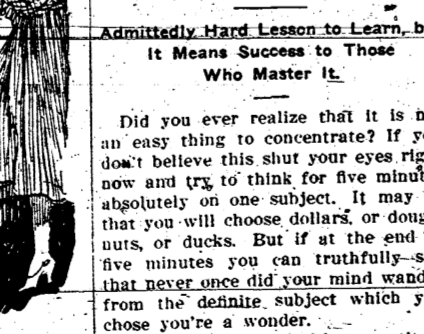 Admittedly Hard Lesson to Learn, b
It Means Success to Those
Who Master It.
Did you ever realize that it is n
an easy thing to concentrate? If y
don't believe this shut your eyes rig
now and try to think for five minut
absolutely on one subject. It may
that you will choose dollars, or doug
nuts, or ducks. But if at the end
five minutes you can truthfully s
that never once did your mind wand
from the definite subject which y
chose you're a wonder.